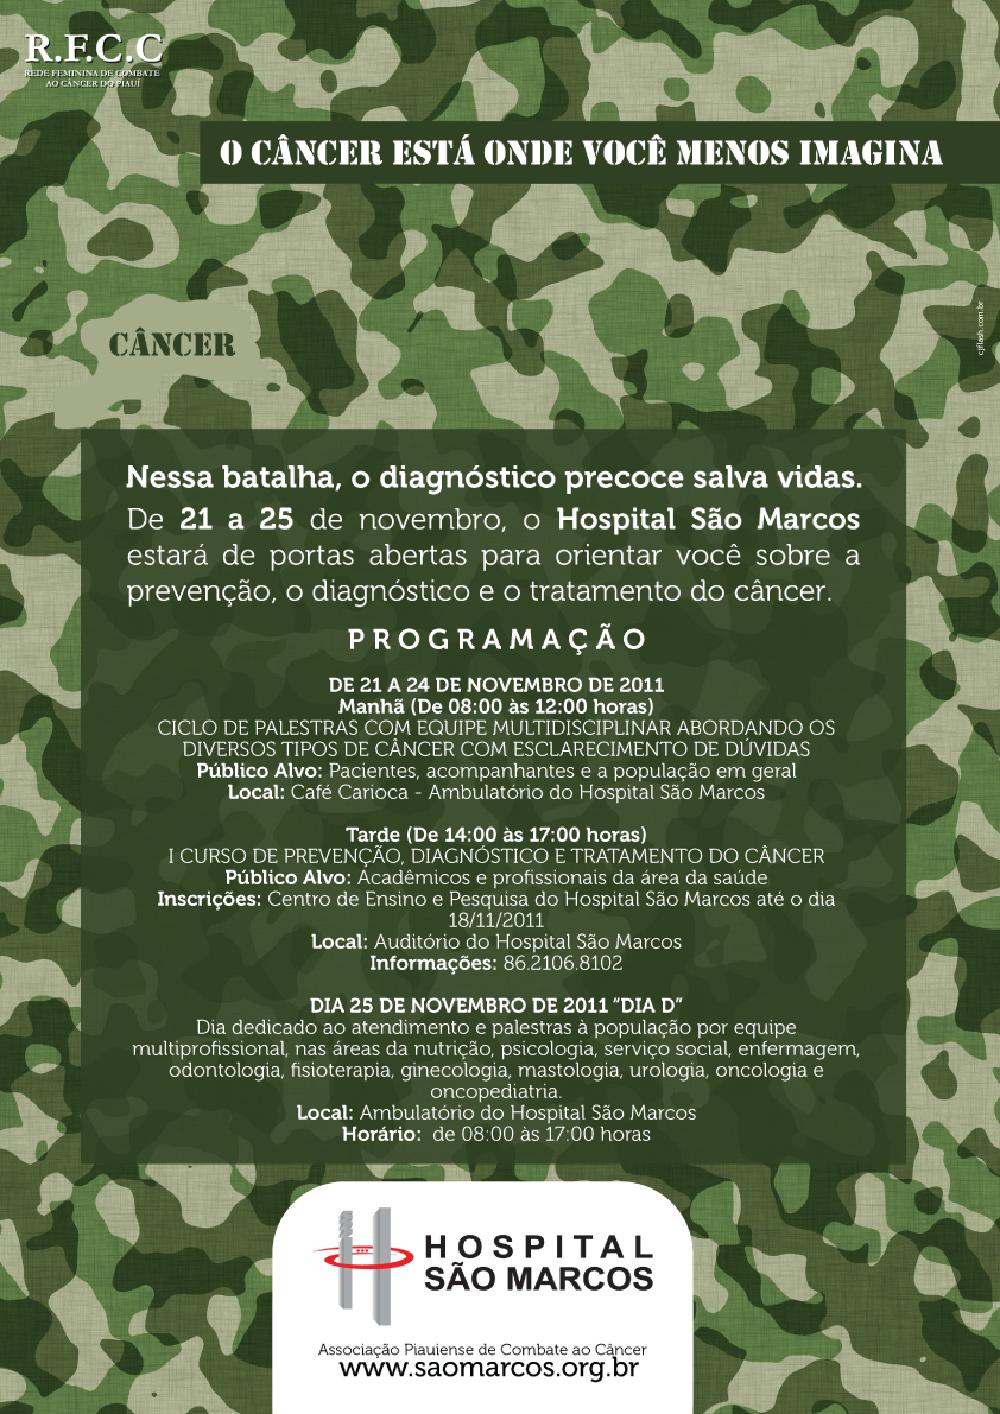 R.F.C.C
REDE FEMININA DE COMBATE
AO CÂNCER DO PIAUÍ
O CÂNCER ESTÁ ONDE VOCÊ MENOS IMAGINA
cjflash.com.br
CÂNCER
Nessa batalha, o diagnóstico precoce salva vidas.
De 21 a 25 de novembro, o Hospital São Marcos
estará de portas abertas para orientar você sobre a
prevenção, o diagnóstico e o tratamento do câncer.
PROGRAMAÇÃO
DE 21 A 24 DE NOVEMBRO DE 2011
Manhã (De 08:00 às 12:00 horas)
CICLO DE PALESTRAS COM EQUIPE MULTIDISCIPLINAR ABORDANDO OS
DIVERSOS TIPOS DE CÂNCER COM ESCLARECIMENTO DE DÚVIDAS
Público Alvo: Pacientes, acompanhantes e a população em geral
Local: Café Carioca - Ambulatório do Hospital São Marcos
Tarde (De 14:00 às 17:00 horas)
I CURSO DE PREVENÇÃO, DIAGNÓSTICO E TRATAMENTO DO CÂNCER
Público Alvo: Acadêmicos e profissionais da área da saúde
Inscrições: Centro de Ensino e Pesquisa do Hospital São Marcos até o dia
18/11/2011
Local: Auditório do Hospital São Marcos
Informações: 86.2106.8102
DIA 25 DE NOVEMBRO DE 2011 "DIA D"
Dia dedicado ao atendimento e palestras à população por equipe
multiprofissional, nas áreas da nutrição, psicologia, serviço social, enfermagem,
odontologia, fisioterapia, ginecologia, mastologia, urologia, oncologia e
oncopediatria.
Local: Ambulatório do Hospital São Marcos
Horário: de 08:00 às 17:00 horas
HOSPITAL
SÃO MARCOS
Associação Piauiense de Combate ao Câncer
www.saomarcos.org.br